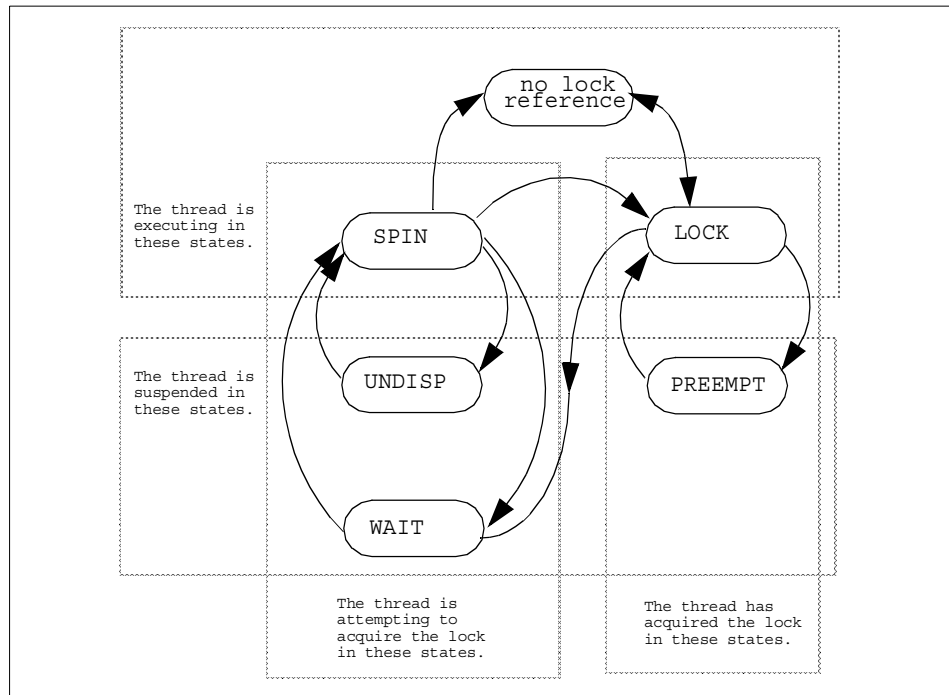 no lock
reference
The thread is
executing in
these states.
SPIN
LOCK
The thread is
suspended in
these states.
UNDISP
PREEMPT
WAIT
The thread is
attempting to
acquire the lock
in these states.
The thread has
acquired the lock
in these states.